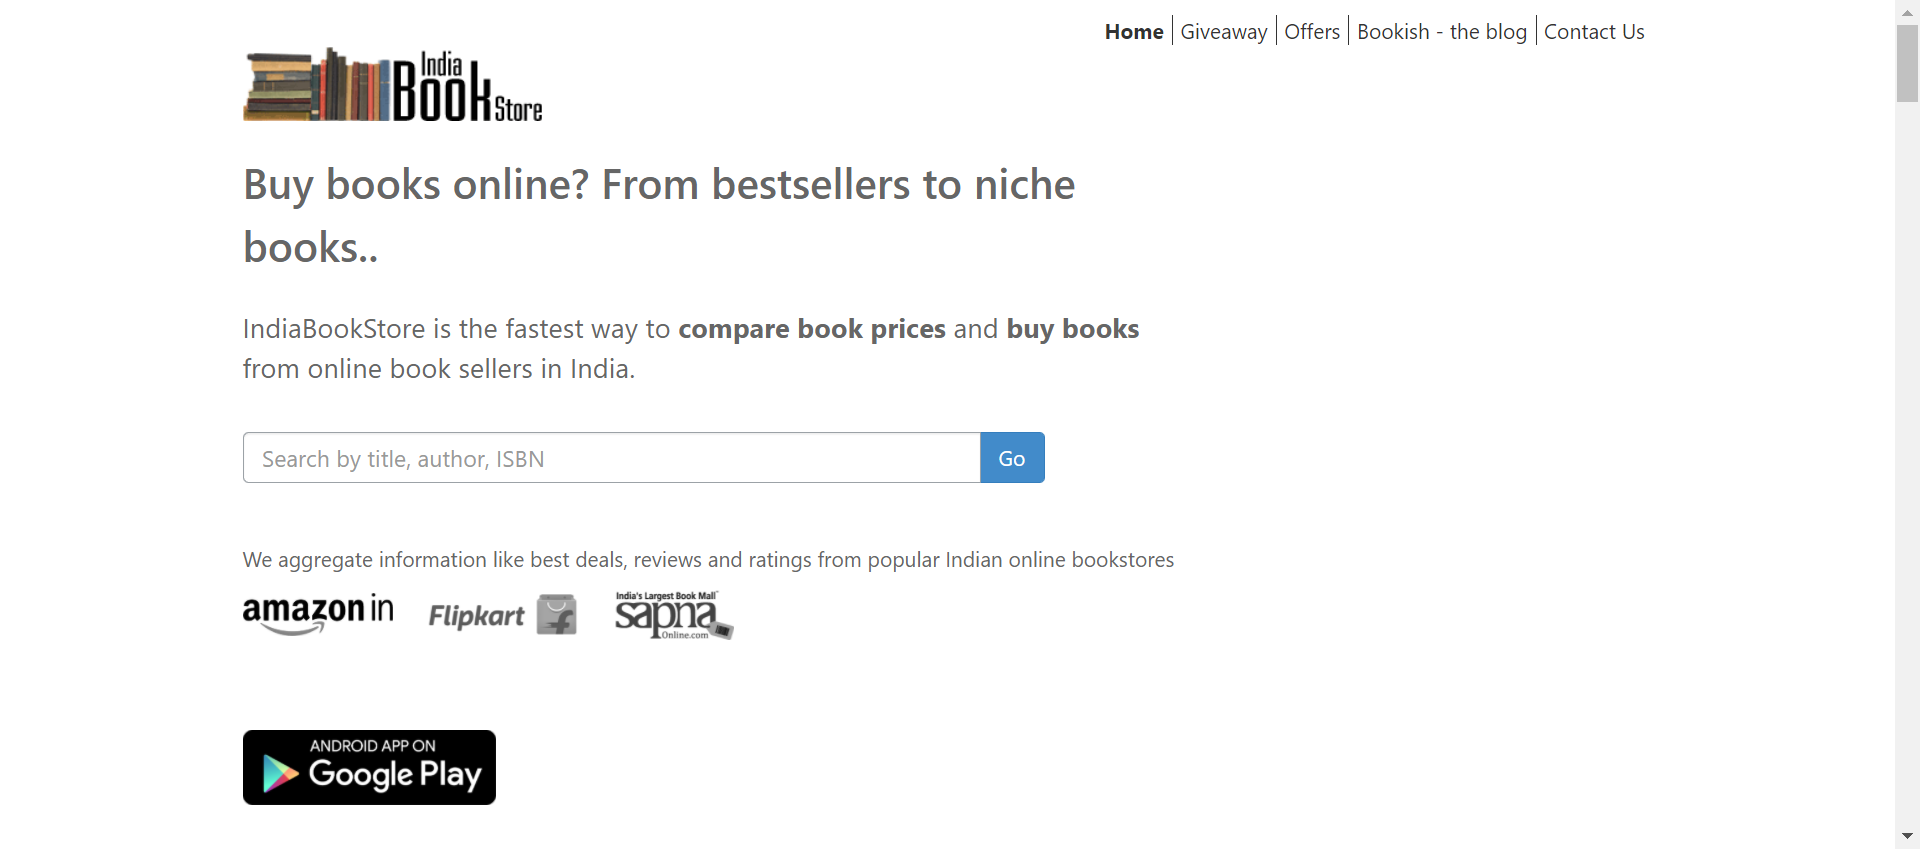 Home Giveaway Offers Bookish - the blog Contact Us
India
Book Store
Buy books online? From bestsellers to niche
books..
IndiaBookStore is the fastest way to compare book prices and buy books
from online book sellers in India.
Search by title, author, ISBN Go
We aggregate information like best deals, reviews and ratings from popular Indian online bookstores
amazon in Flipkart India's Largest Book Mall
sapna
Online.com
ANDROID APP ON
Google Play